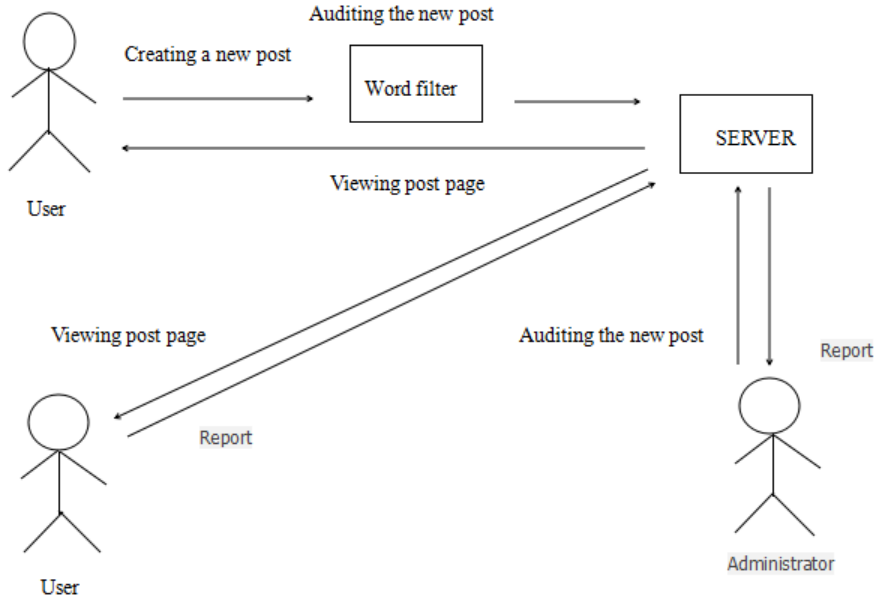 Auditing the new post
Creating a new post
Word filter
SERVER
Viewing post page
User
Viewing post page
Auditing the new post
Report
Report
Administrator
User